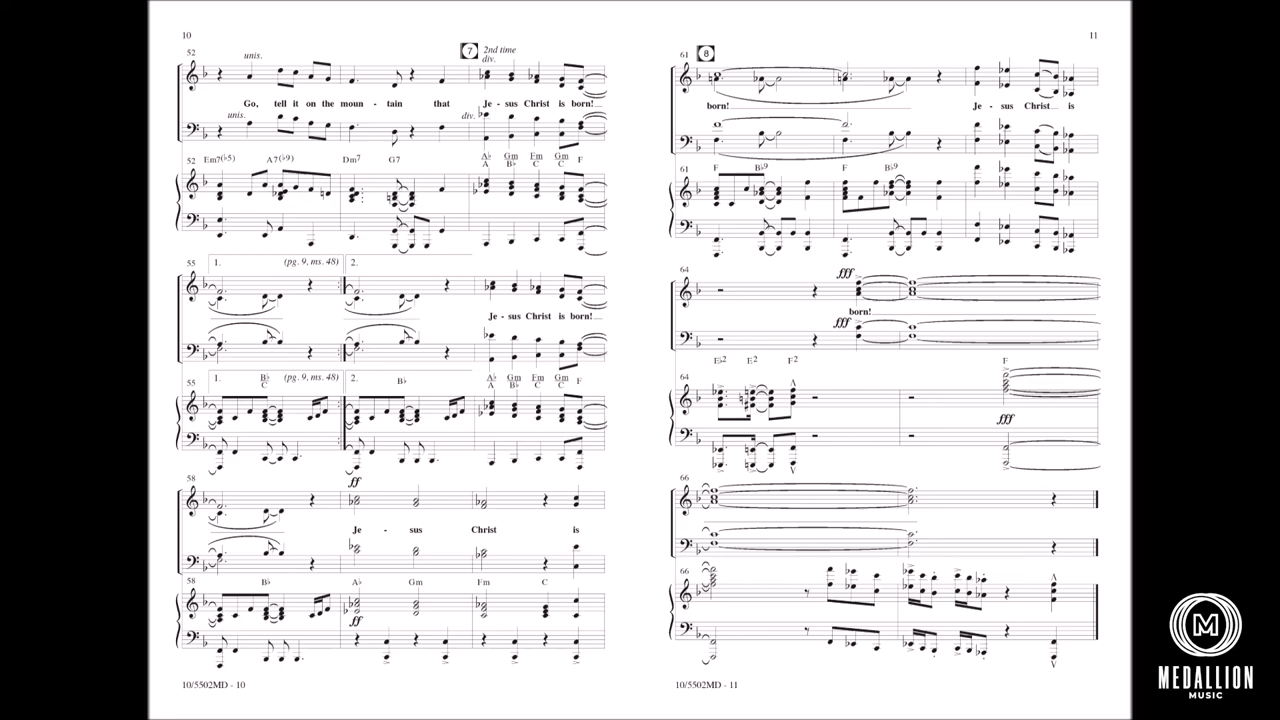 10
52
unis.
7
2nd time
div.
Go, tell it on the moun - tain that Je - sus Christ is born!
unis.
div.
52
Em7(♭5) A7(♭9) Dm7 G7 A♭/A Gm/B♭ Fm/C Gm/C F
55
1. (pg. 9, ms. 48) 2.
Je - sus Christ is born!
55
1. B♭/C (pg. 9, ms. 48) 2. B♭ A♭/A Gm/B♭ Fm/C Gm/C F
58
ff
Je - sus Christ is
58
B♭ A♭ Gm Fm C
ff
10/5502MD - 10
11
61
8
born! Je - sus Christ is
61
F B♭9 F B♭9
64
fff
born!
fff
64
E♭2 E2 F2 F
fff
66
66
10/5502MD - 11
M
MEDALLION
MUSIC